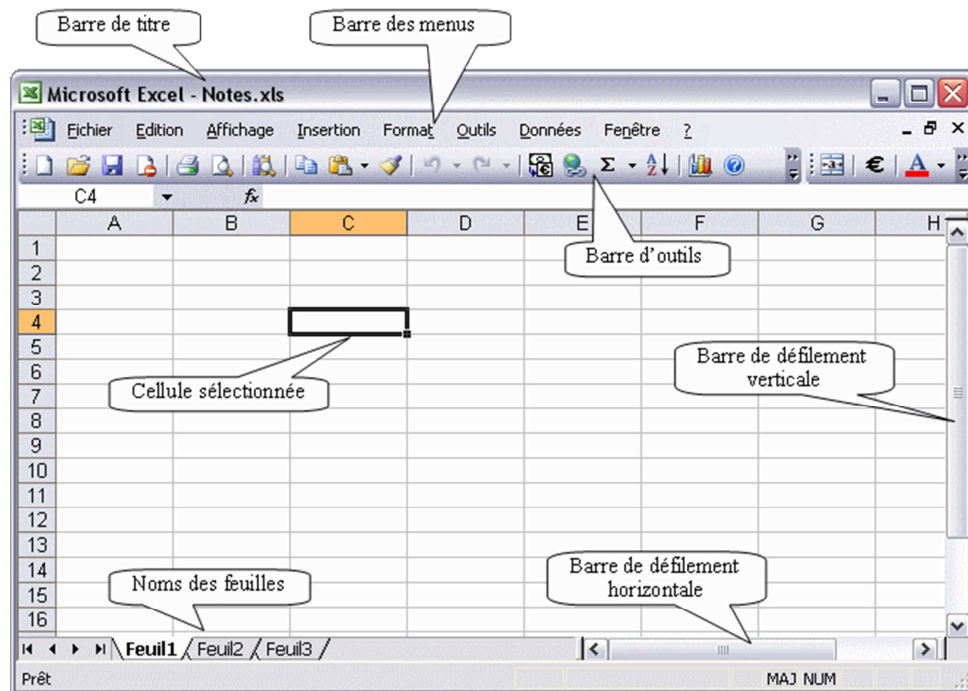 Barre de titre
Barre des menus
Microsoft Excel - Notes.xls
Fichier Edition Affichage Insertion Format Outils Données Fenêtre ?
Σ € A
C4 fx
A B C D E F G H
1
2
3
Barre d'outils
4
5
6
7
Cellule sélectionnée
Barre de défilement
verticale
8
9
10
11
12
13
14
15
16
Noms des feuilles
Barre de défilement
horizontale
Feuil1 Feuil2 Feuil3
Prêt MAJ NUM